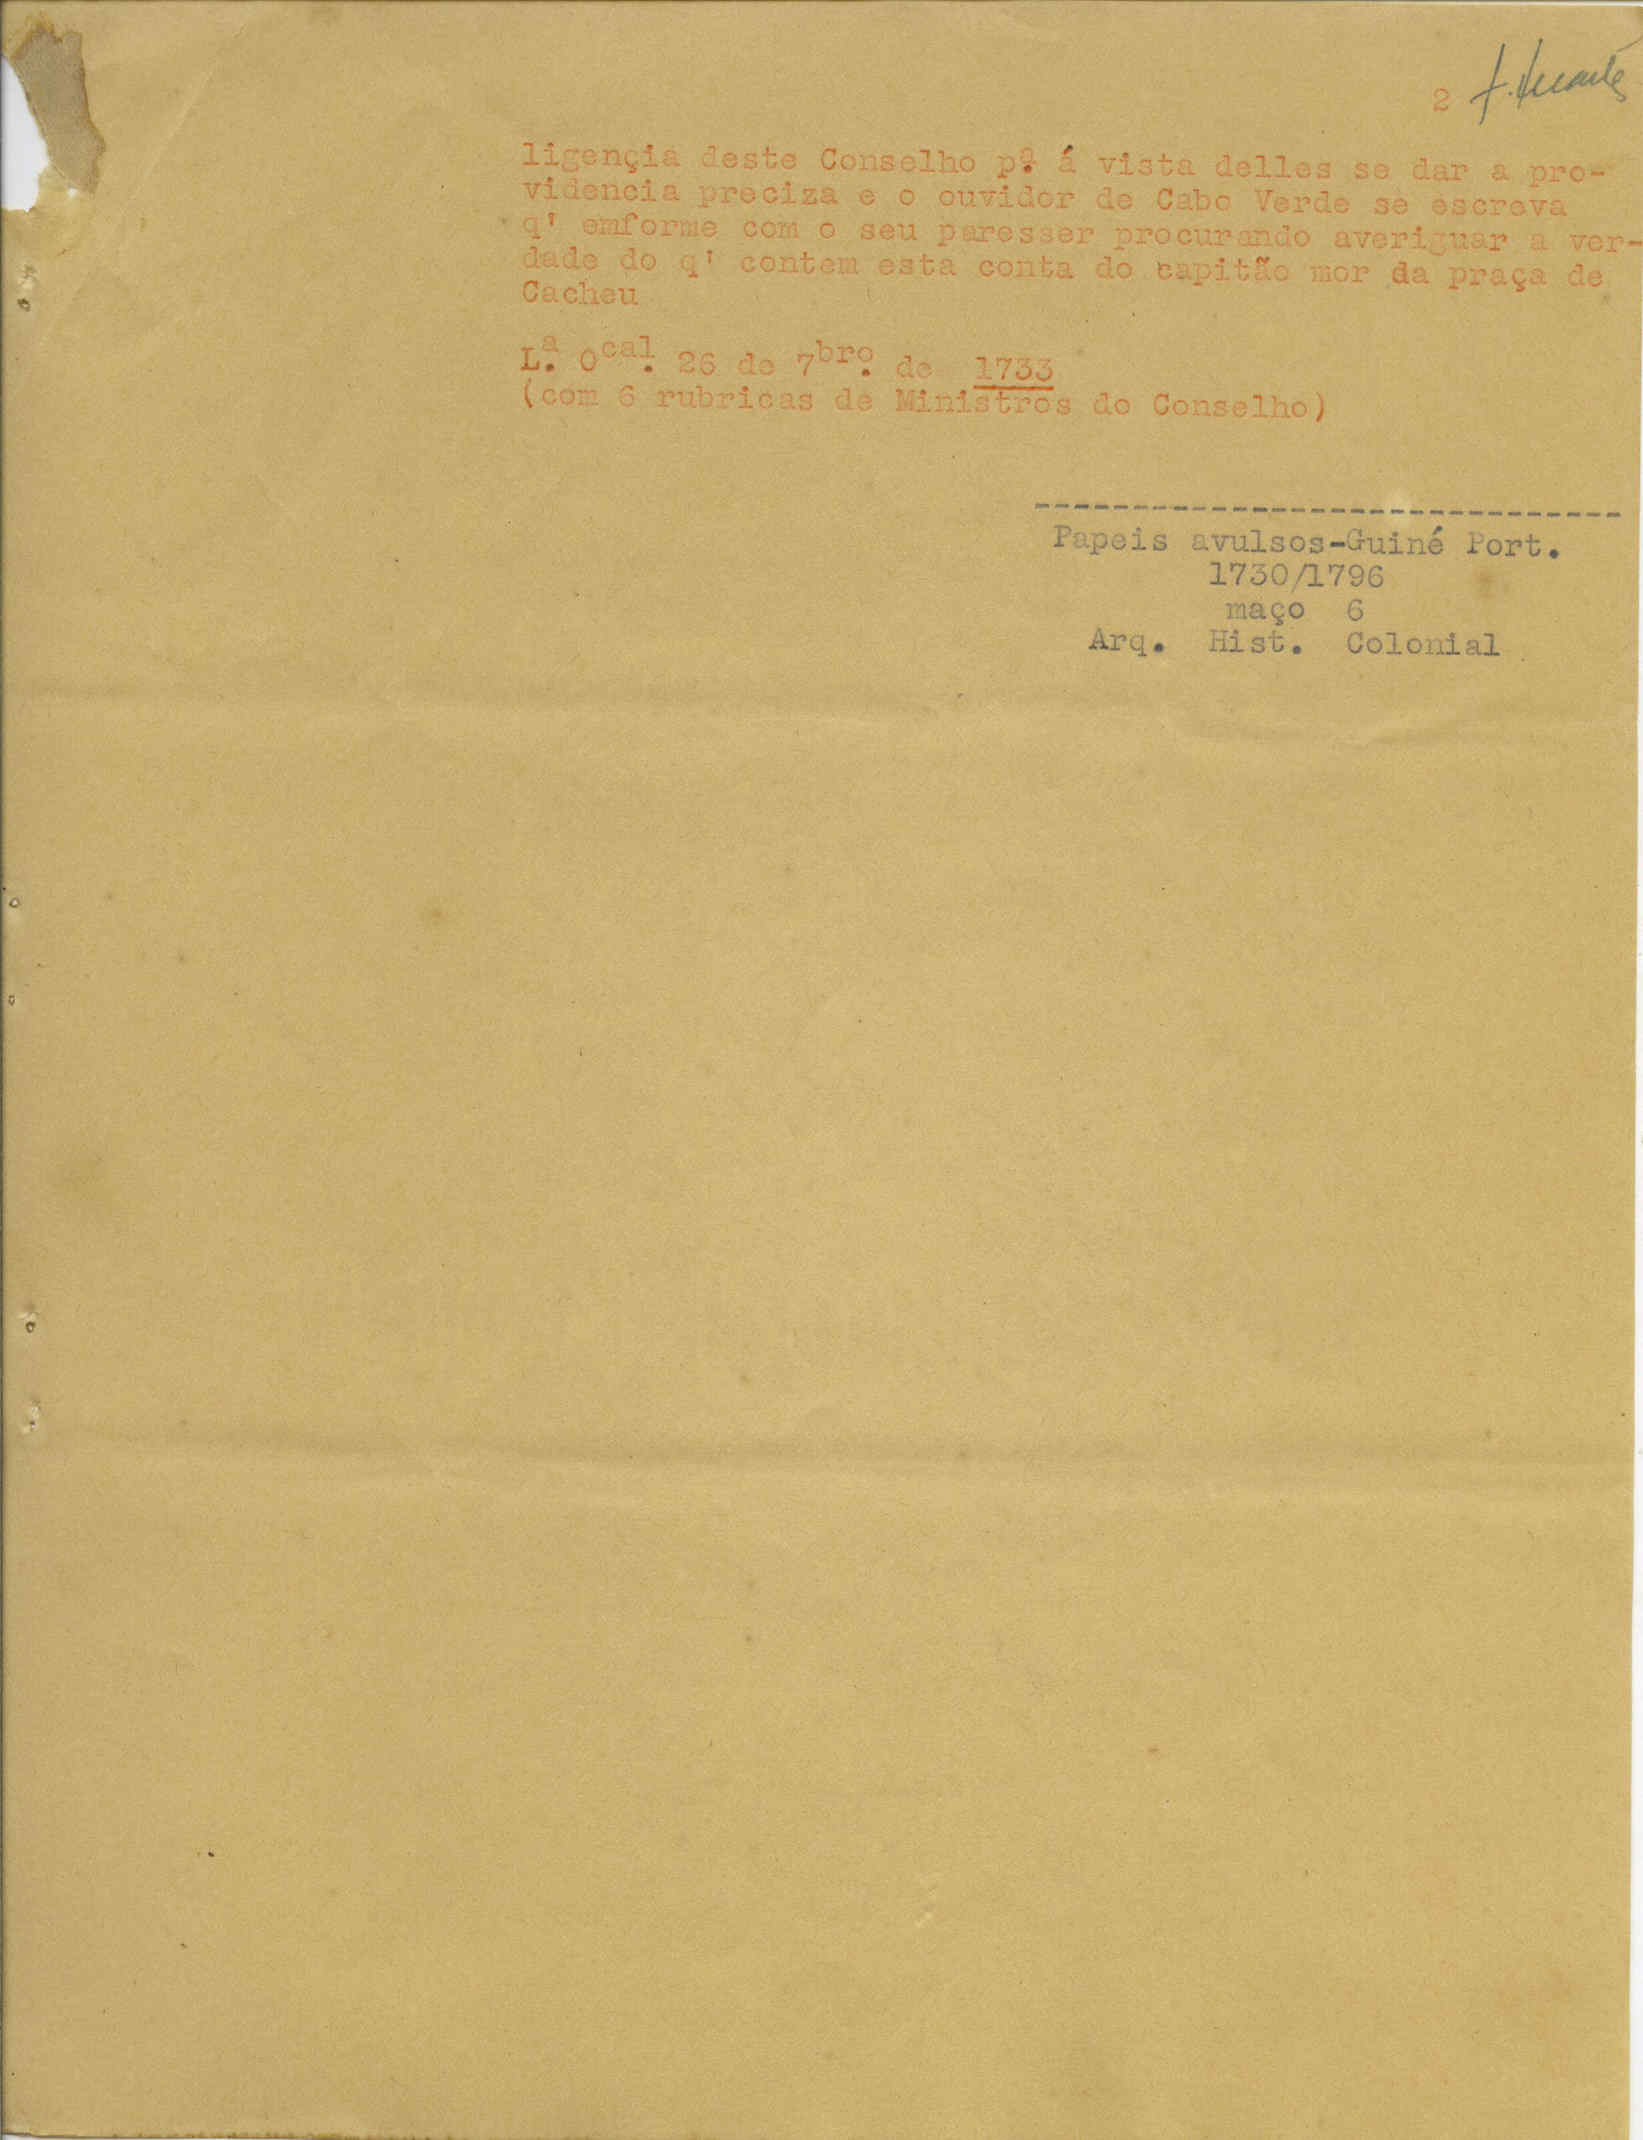 2
ligençia deste Conselho pª. á vista delles se dar a pro-
videncia preciza e o ouvidor de Cabo Verde se escreva
q' emforme com o seu paresser procurando averiguar a ver-
dade do q' contem esta conta do capitão mor da praça de
Cacheu
Lª. Ocal. 26 de 7bro. de 1733
(com 6 rubricas de Ministros do Conselho)
------------------------------
Papeis avulsos-Guiné Port.
1730/1796
maço 6
Arq. Hist. Colonial